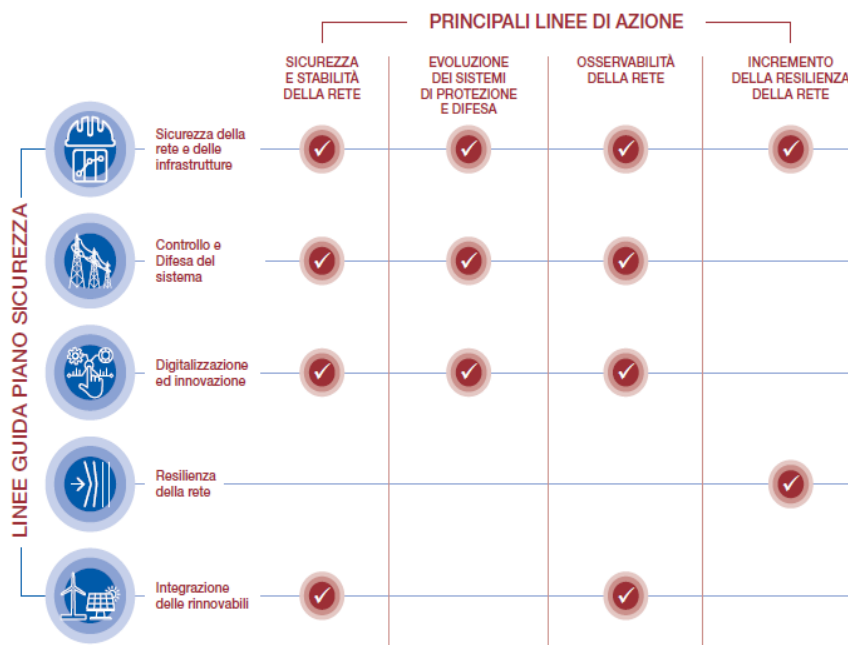 PRINCIPALI LINEE DI AZIONE
SICUREZZA
E STABILITÀ
DELLA RETE
EVOLUZIONE
DEI SISTEMI
DI PROTEZIONE
E DIFESA
OSSERVABILITÀ
DELLA RETE
INCREMENTO
DELLA RESILIENZA
DELLA RETE
LINEE GUIDA PIANO SICUREZZA
Sicurezza della
rete e delle
infrastrutture
Controllo e
Difesa del
sistema
Digitalizzazione
ed innovazione
Resilienza
della rete
Integrazione
delle rinnovabili